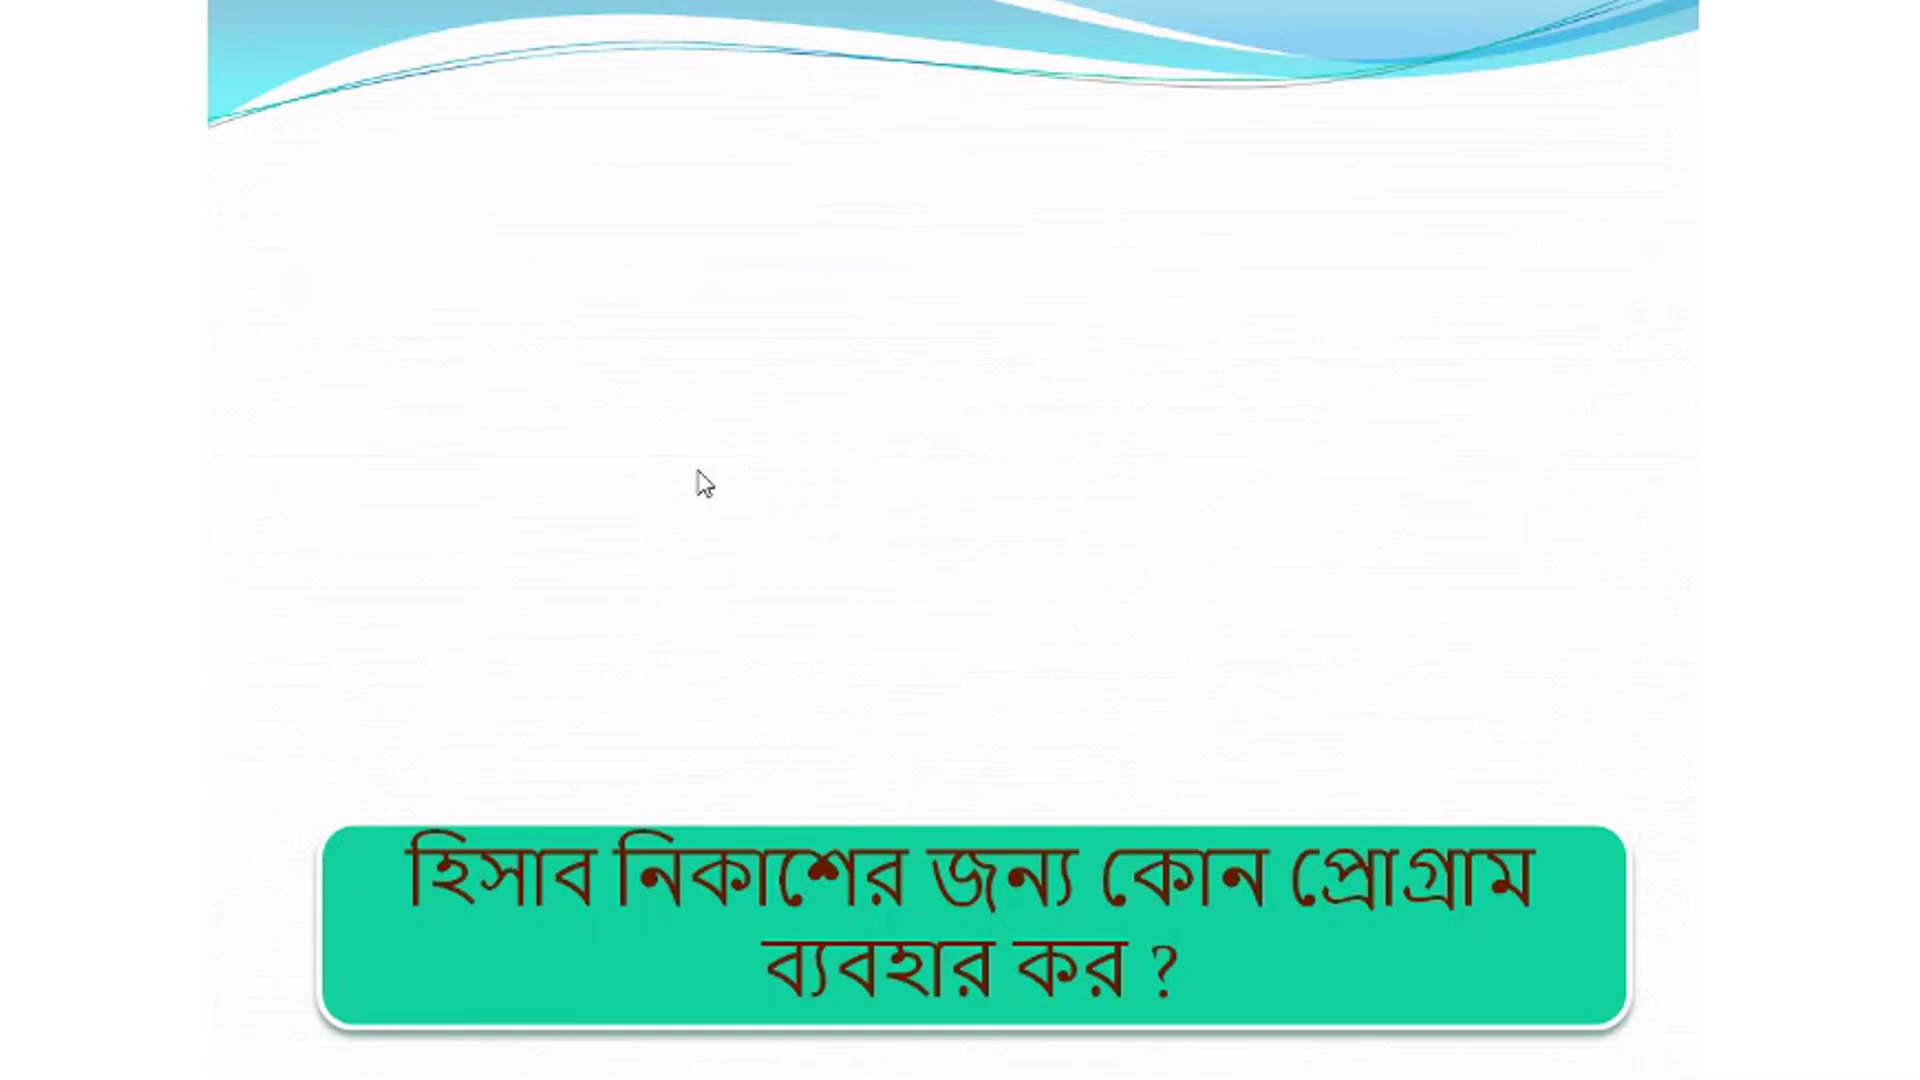 হিসাব নিকাশের জন্য কোন প্রোগ্রাম
ব্যবহার কর ?